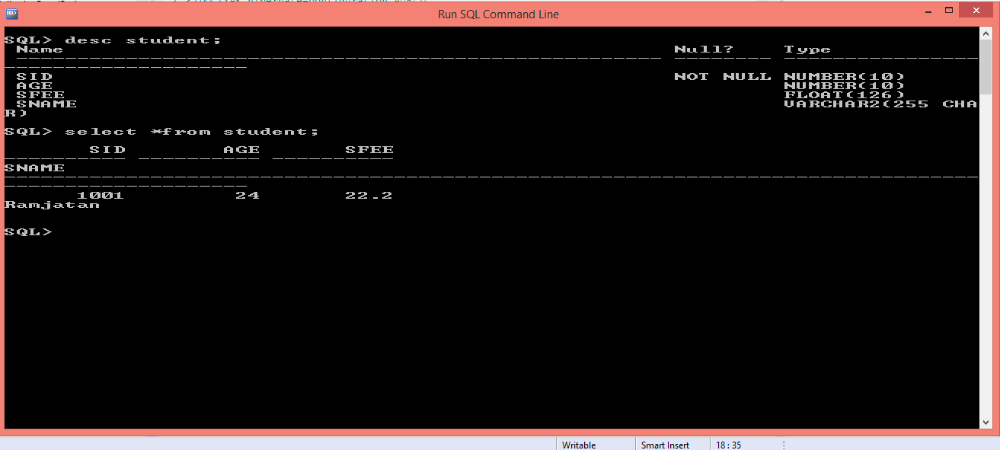 Run SQL Command Line
SQL> desc student;
Name Null? Type
SID NOT NULL NUMBER(10)
AGE NUMBER(10)
SFEE FLOAT(126)
SNAME VARCHAR2(255 CHA
R)
SQL> select *from student;
SID AGE SFEE
SNAME
1001 24 22.2
Ramjatan
SQL>
Writable Smart Insert 18 : 35